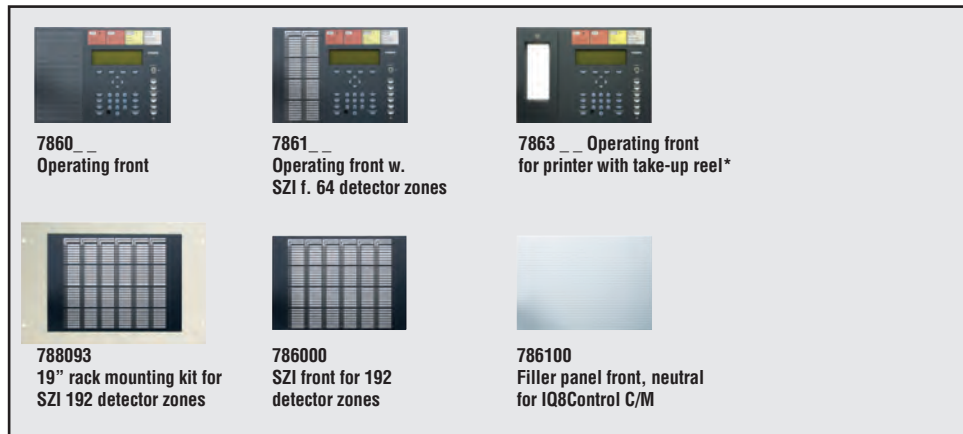 7860_ _
Operating front
7861_ _
Operating front w.
SZI f. 64 detector zones
7863 _ _ Operating front
for printer with take-up reel*
788093
19” rack mounting kit for
SZI 192 detector zones
786000
SZI front for 192
detector zones
786100
Filler panel front, neutral
for IQ8Control C/M